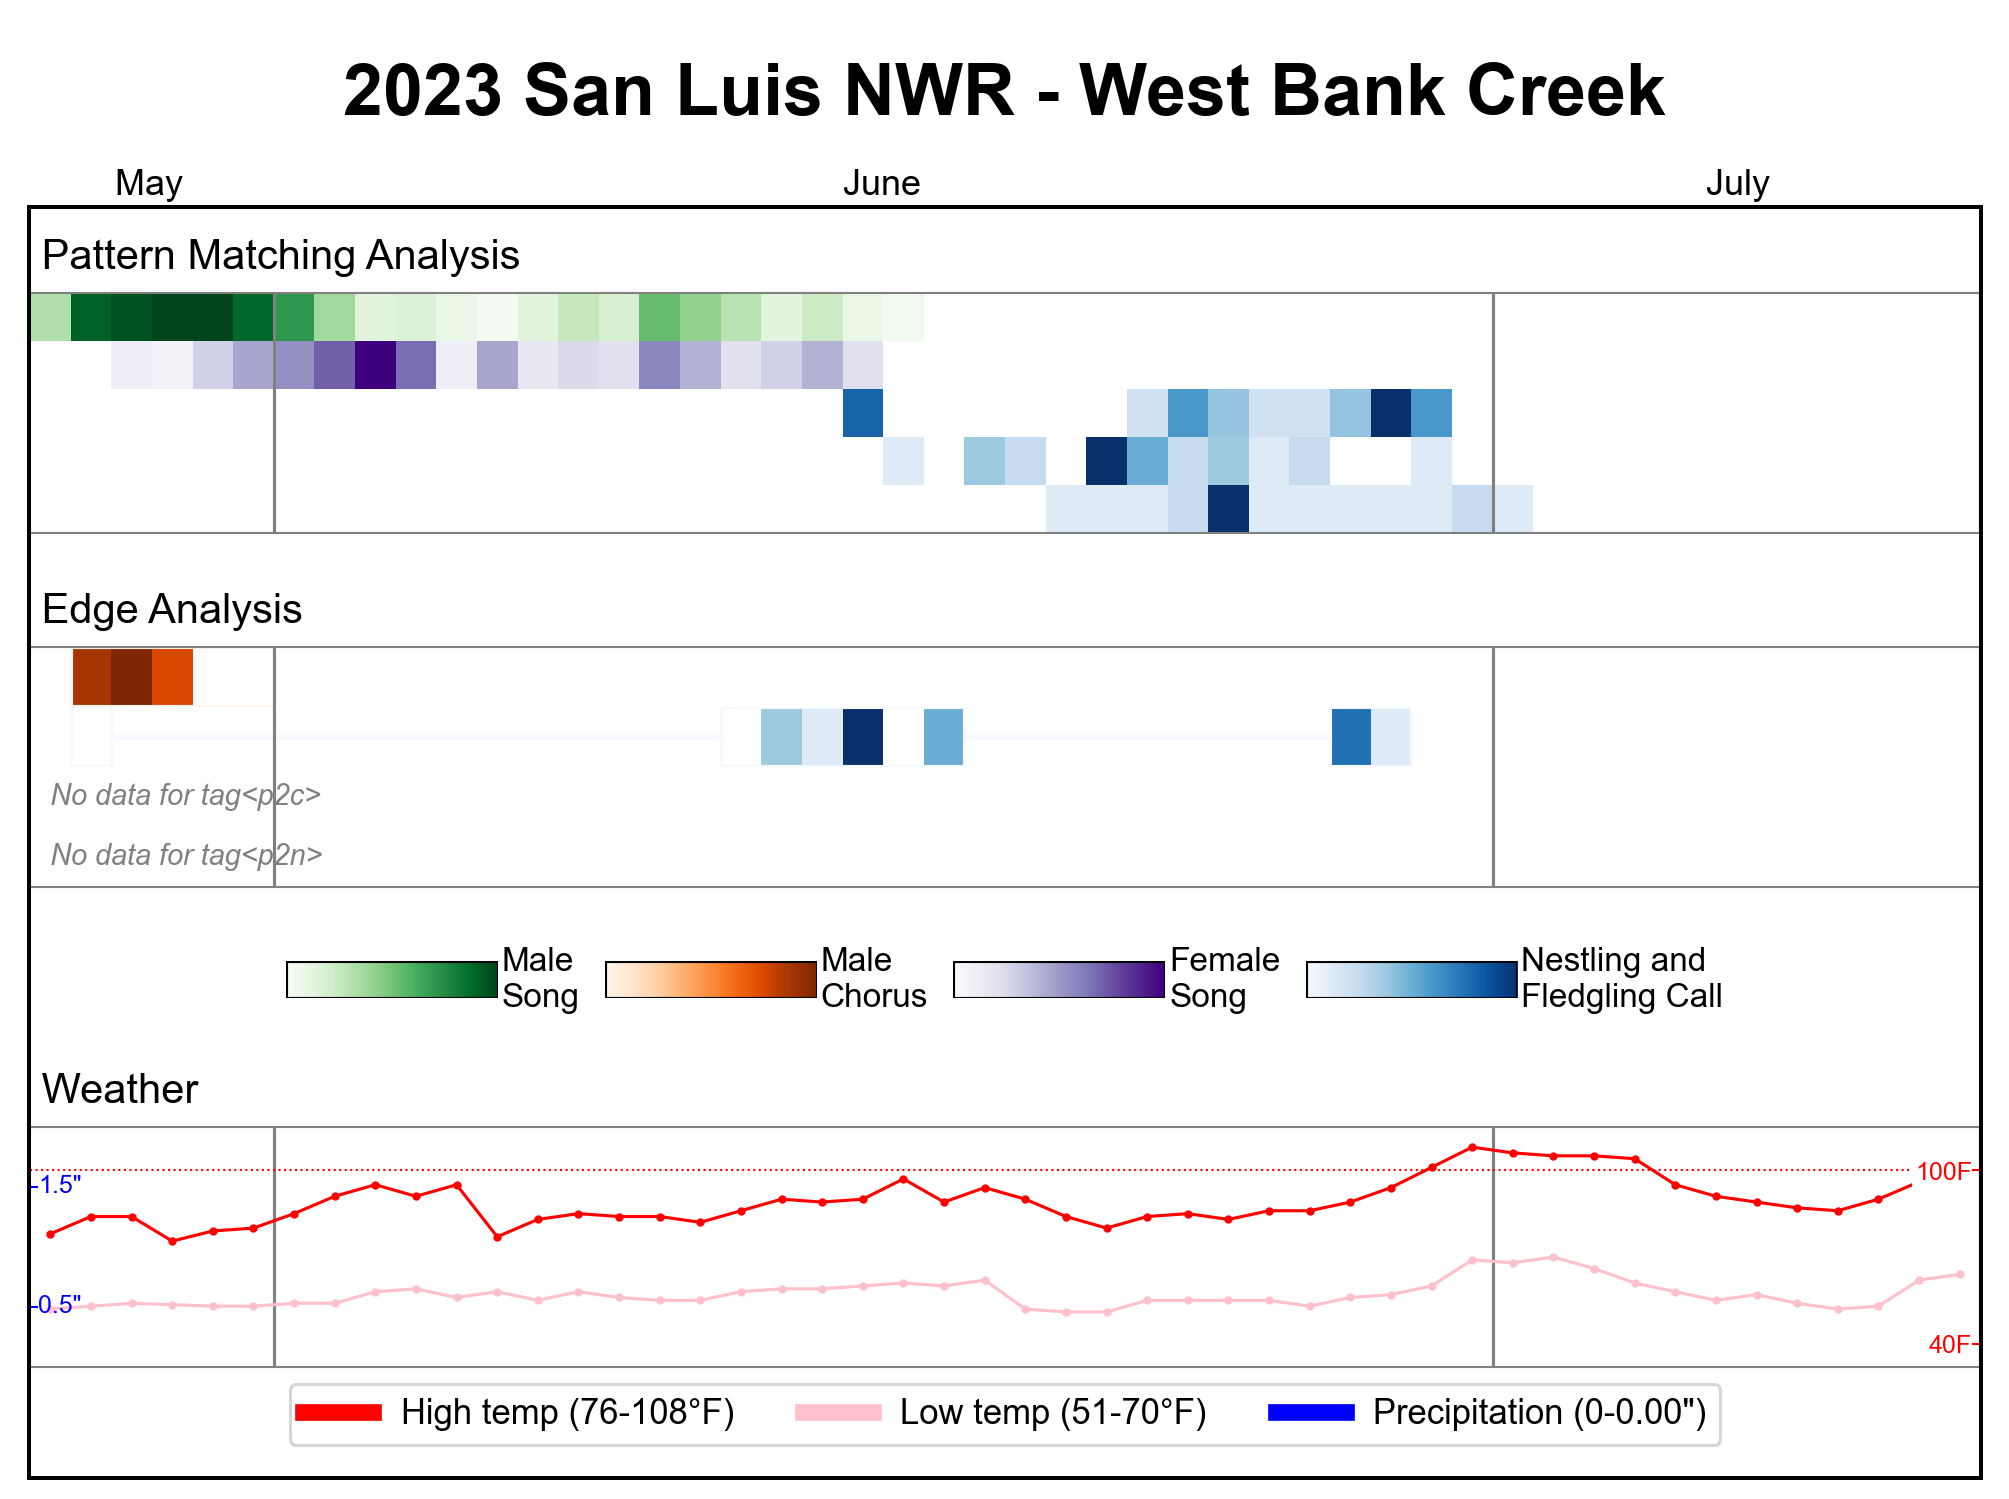 2023 San Luis NWR - West Bank Creek
May June July
Pattern Matching Analysis
Edge Analysis
No data for tag<p2c>
No data for tag<p2n>
Male Song
Male Chorus
Female Song
Nestling and Fledgling Call
Weather
1.5"
100F
0.5"
40F
High temp (76-108°F) Low temp (51-70°F) Precipitation (0-0.00")